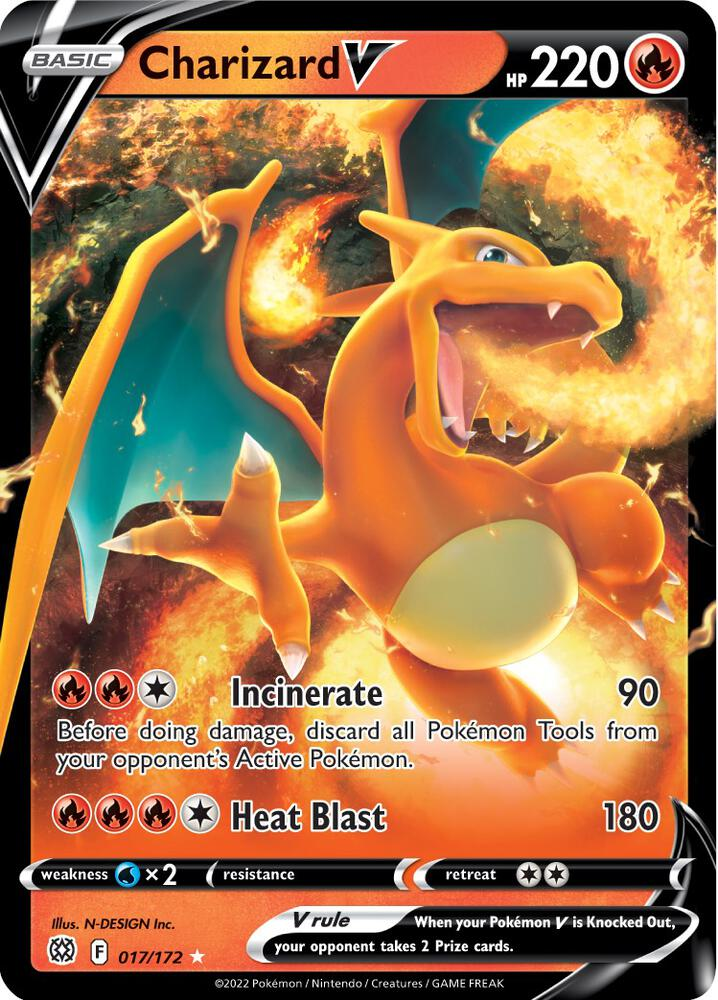 BASIC
Charizard V
HP 220
Incinerate 90
Before doing damage, discard all Pokémon Tools from
your opponent's Active Pokémon.
Heat Blast 180
weakness ×2 resistance retreat
Illus. N-DESIGN Inc.
F 017/172
V rule When your Pokémon V is Knocked Out,
your opponent takes 2 Prize cards.
©2022 Pokémon / Nintendo / Creatures / GAME FREAK